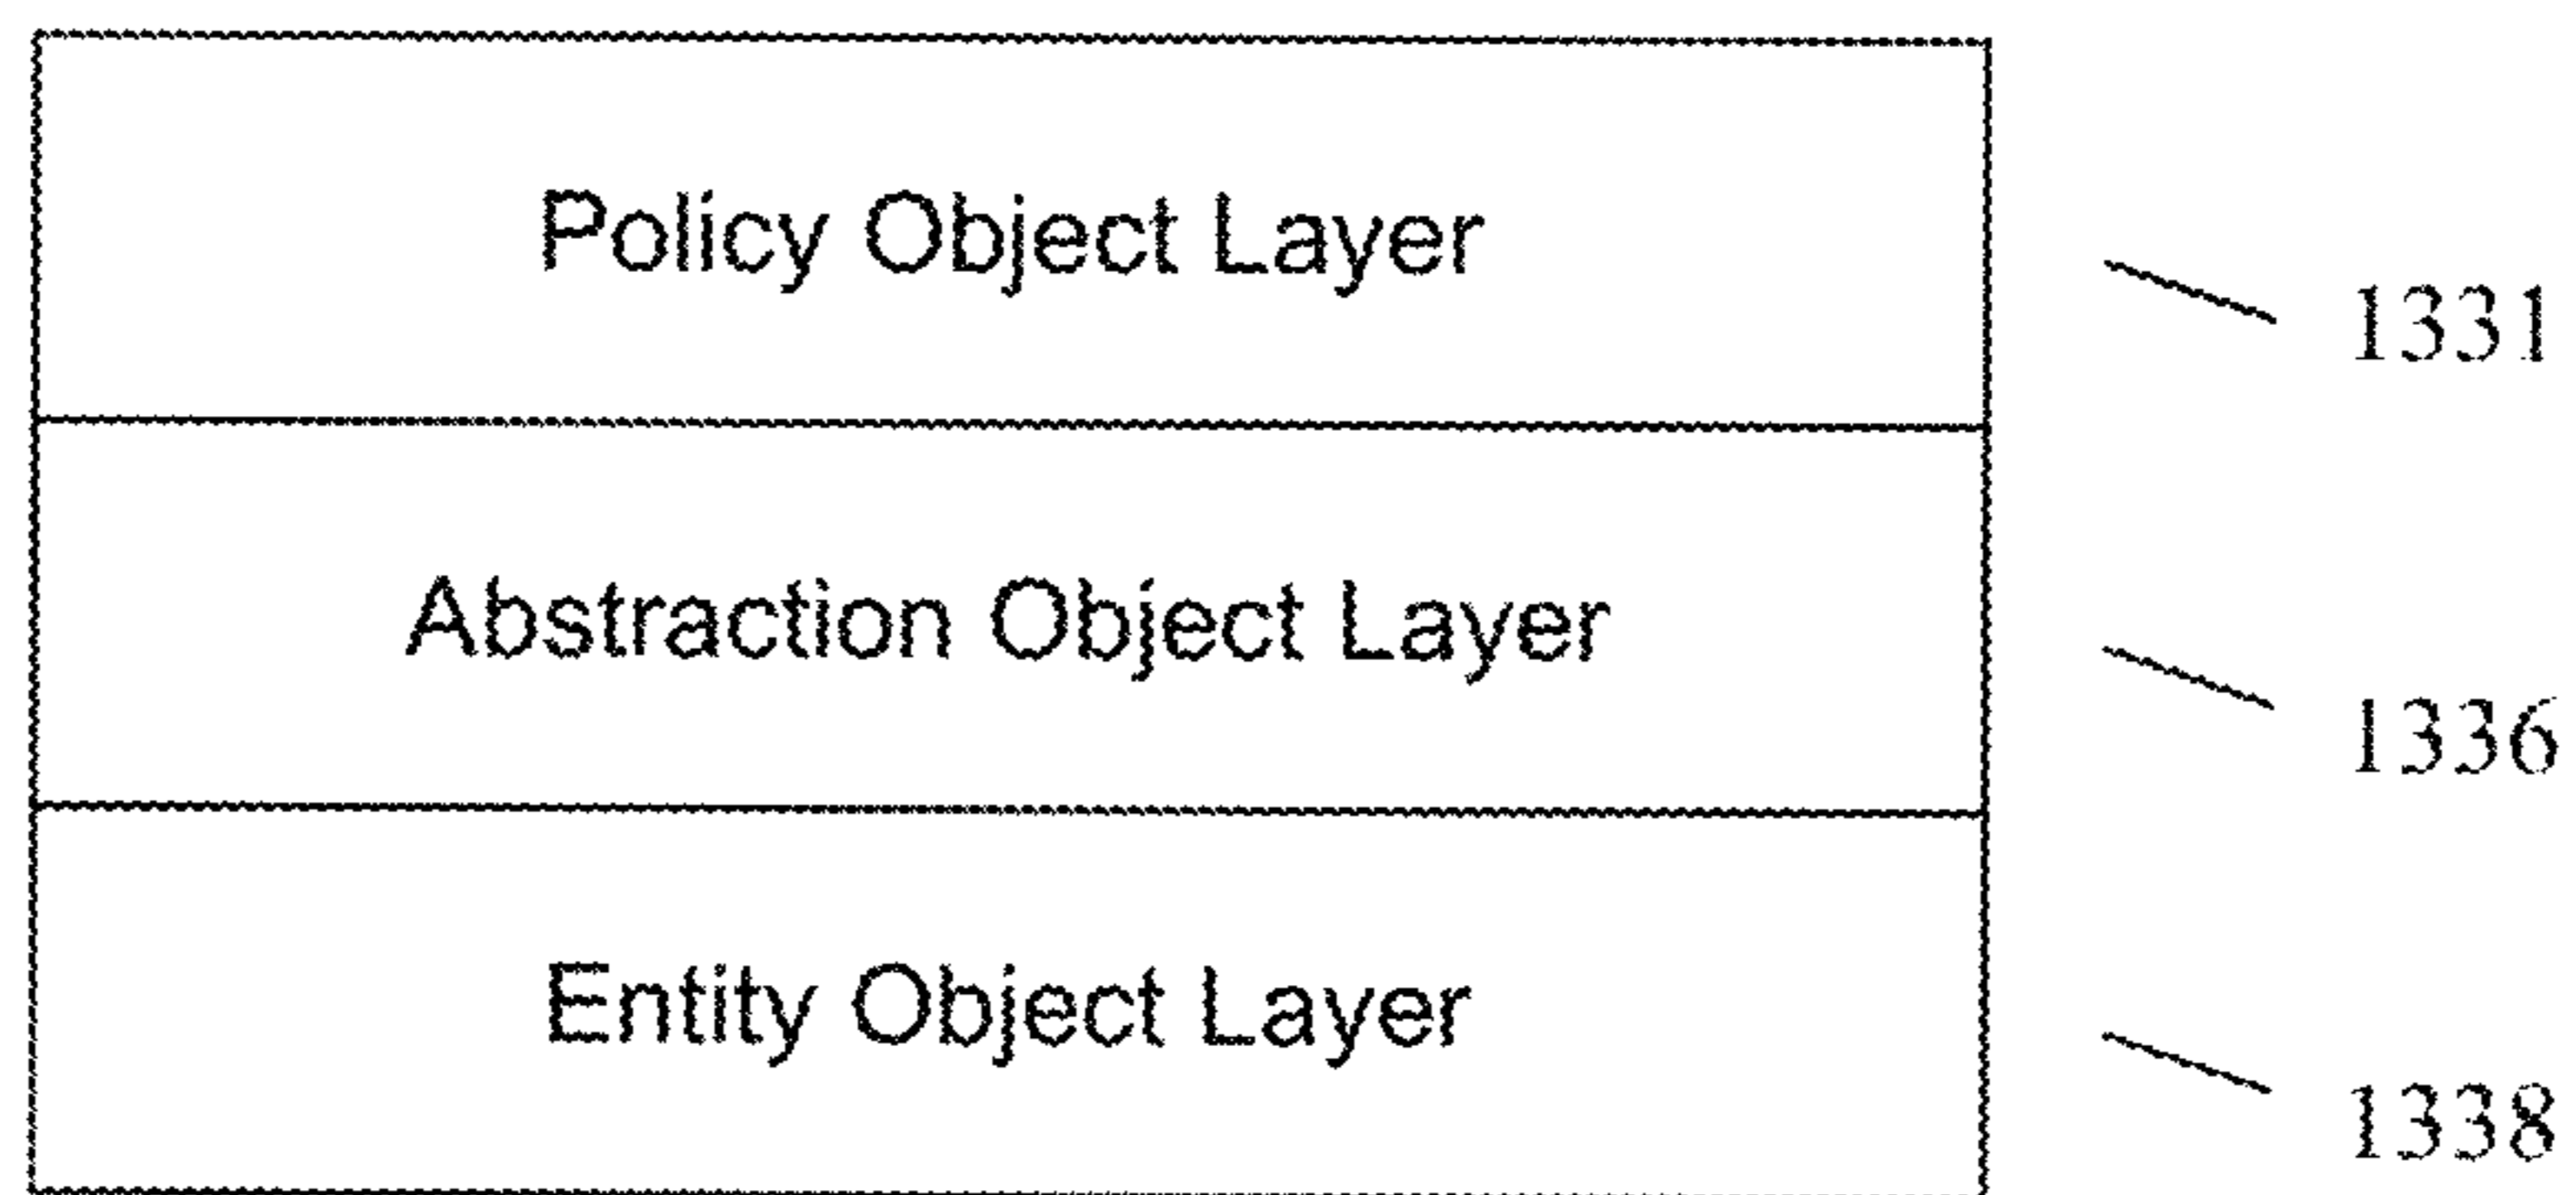 Policy Object Layer
1331
Abstraction Object Layer
1336
Entity Object Layer
1338